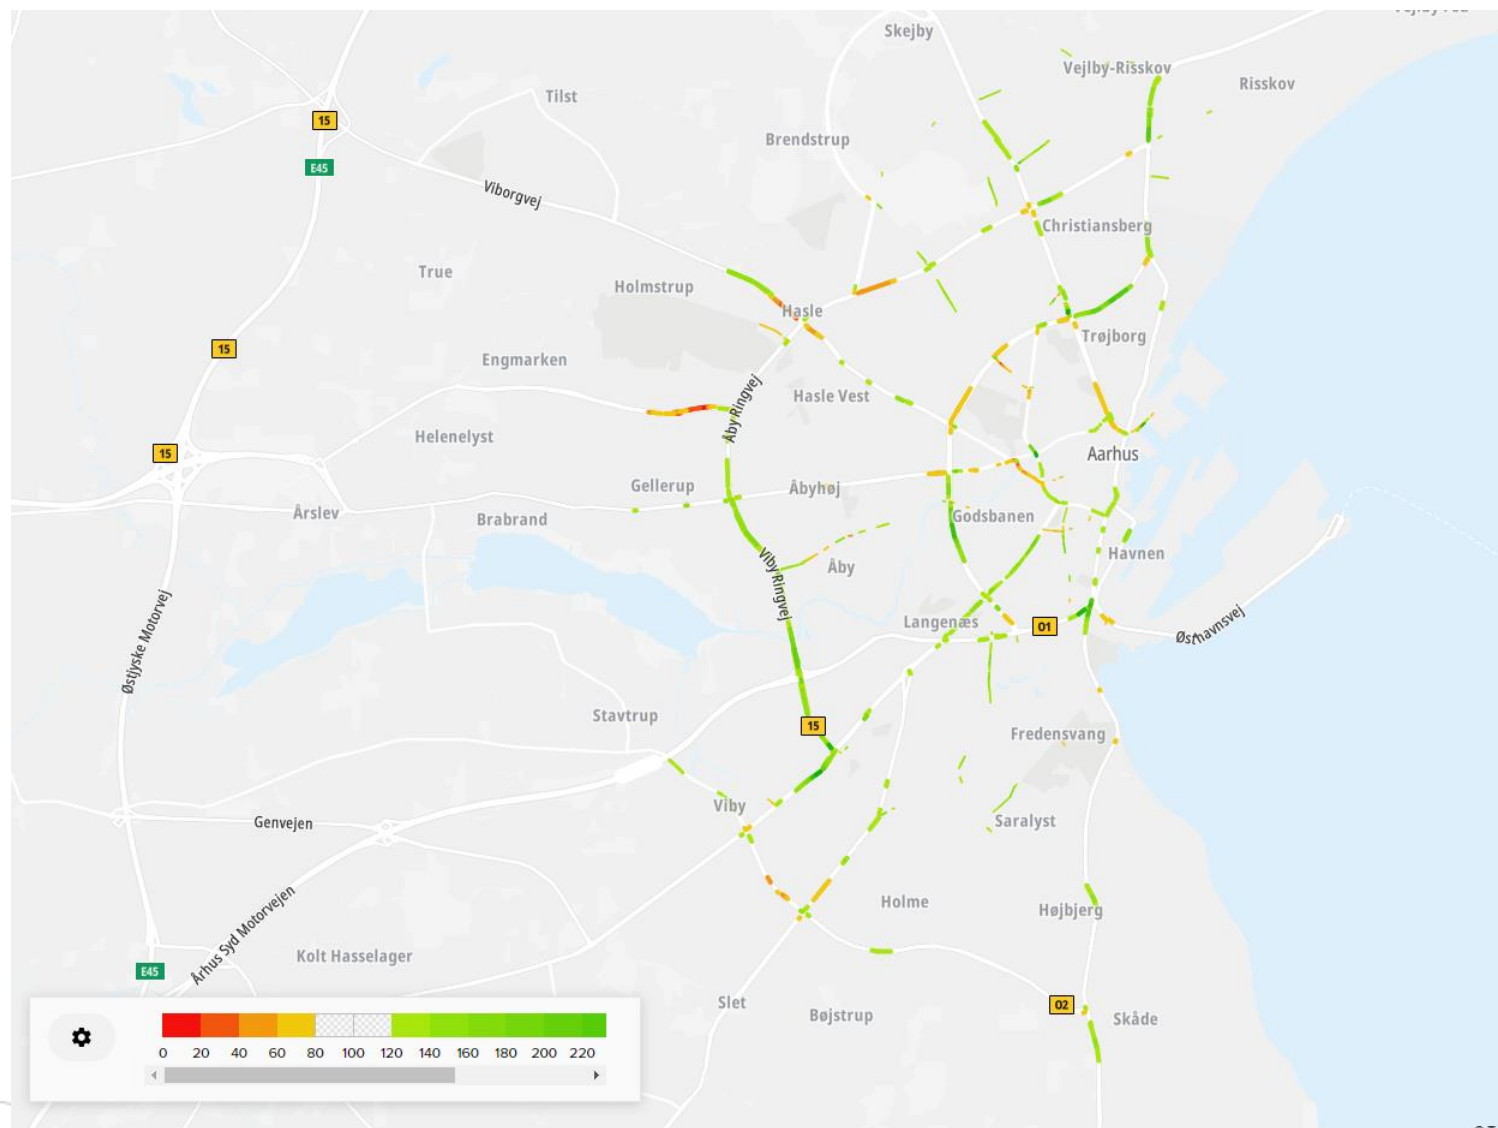 Skejby
Vejlby-Risskov
Risskov
Tilst
15
Brendstrup
E45
Viborgvej
Christiansberg
True
Holmstrup
Hasle
Trøjborg
15
Engmarken
Hasle Vest
Åby Ringvej
Helenelyst
15
Aarhus
Gellerup
Åbyhøj
Årslev
Brabrand
Godsbanen
Havnen
Viby Ringvej
Åby
Langenæs
01
Østhavnsvej
Østjyske Motorvej
Stavtrup
15
Fredensvang
Viby
Genvejen
Saralyst
Holme
Højbjerg
Århus Syd Motorvejen
Kolt Hasselager
E45
Slet
Bøjstrup
02
Skåde
0 20 40 60 80 100 120 140 160 180 200 220